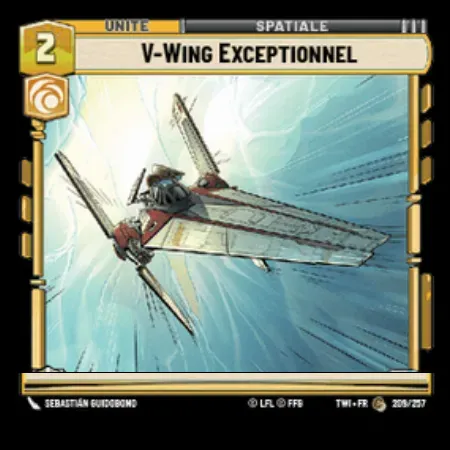 UNITÉ SPATIALE
2 V-WING EXCEPTIONNEL
SEBASTIÁN GUIDOBONO © LFL © FFG TWI • FR 209/257